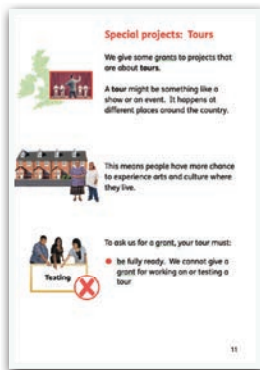 Special projects: Tours
We give some grants to projects that
are about tours.
A tour might be something like a
show or an event. It happens at
different places around the country.
This means people have more chance
to experience arts and culture where
they live.
To ask us for a grant, your tour must:
be fully ready. We cannot give a
grant for working on or testing a
tour
Testing
11